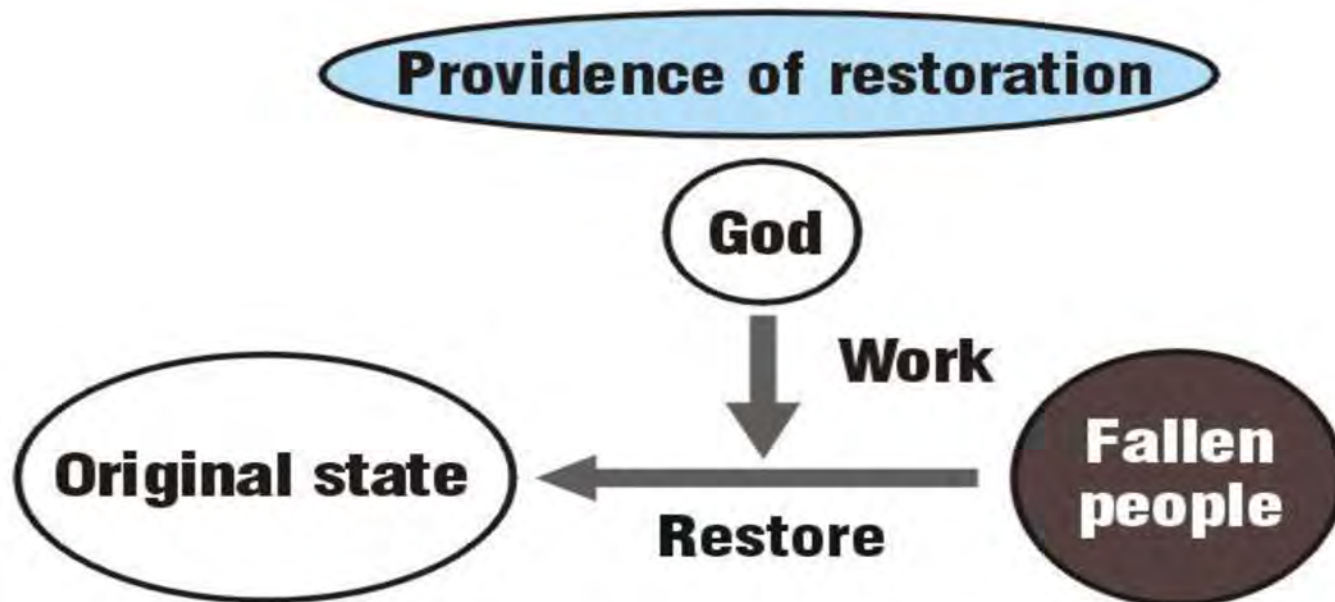 Providence of restoration
God
Work
Original state
Fallen
people
Restore